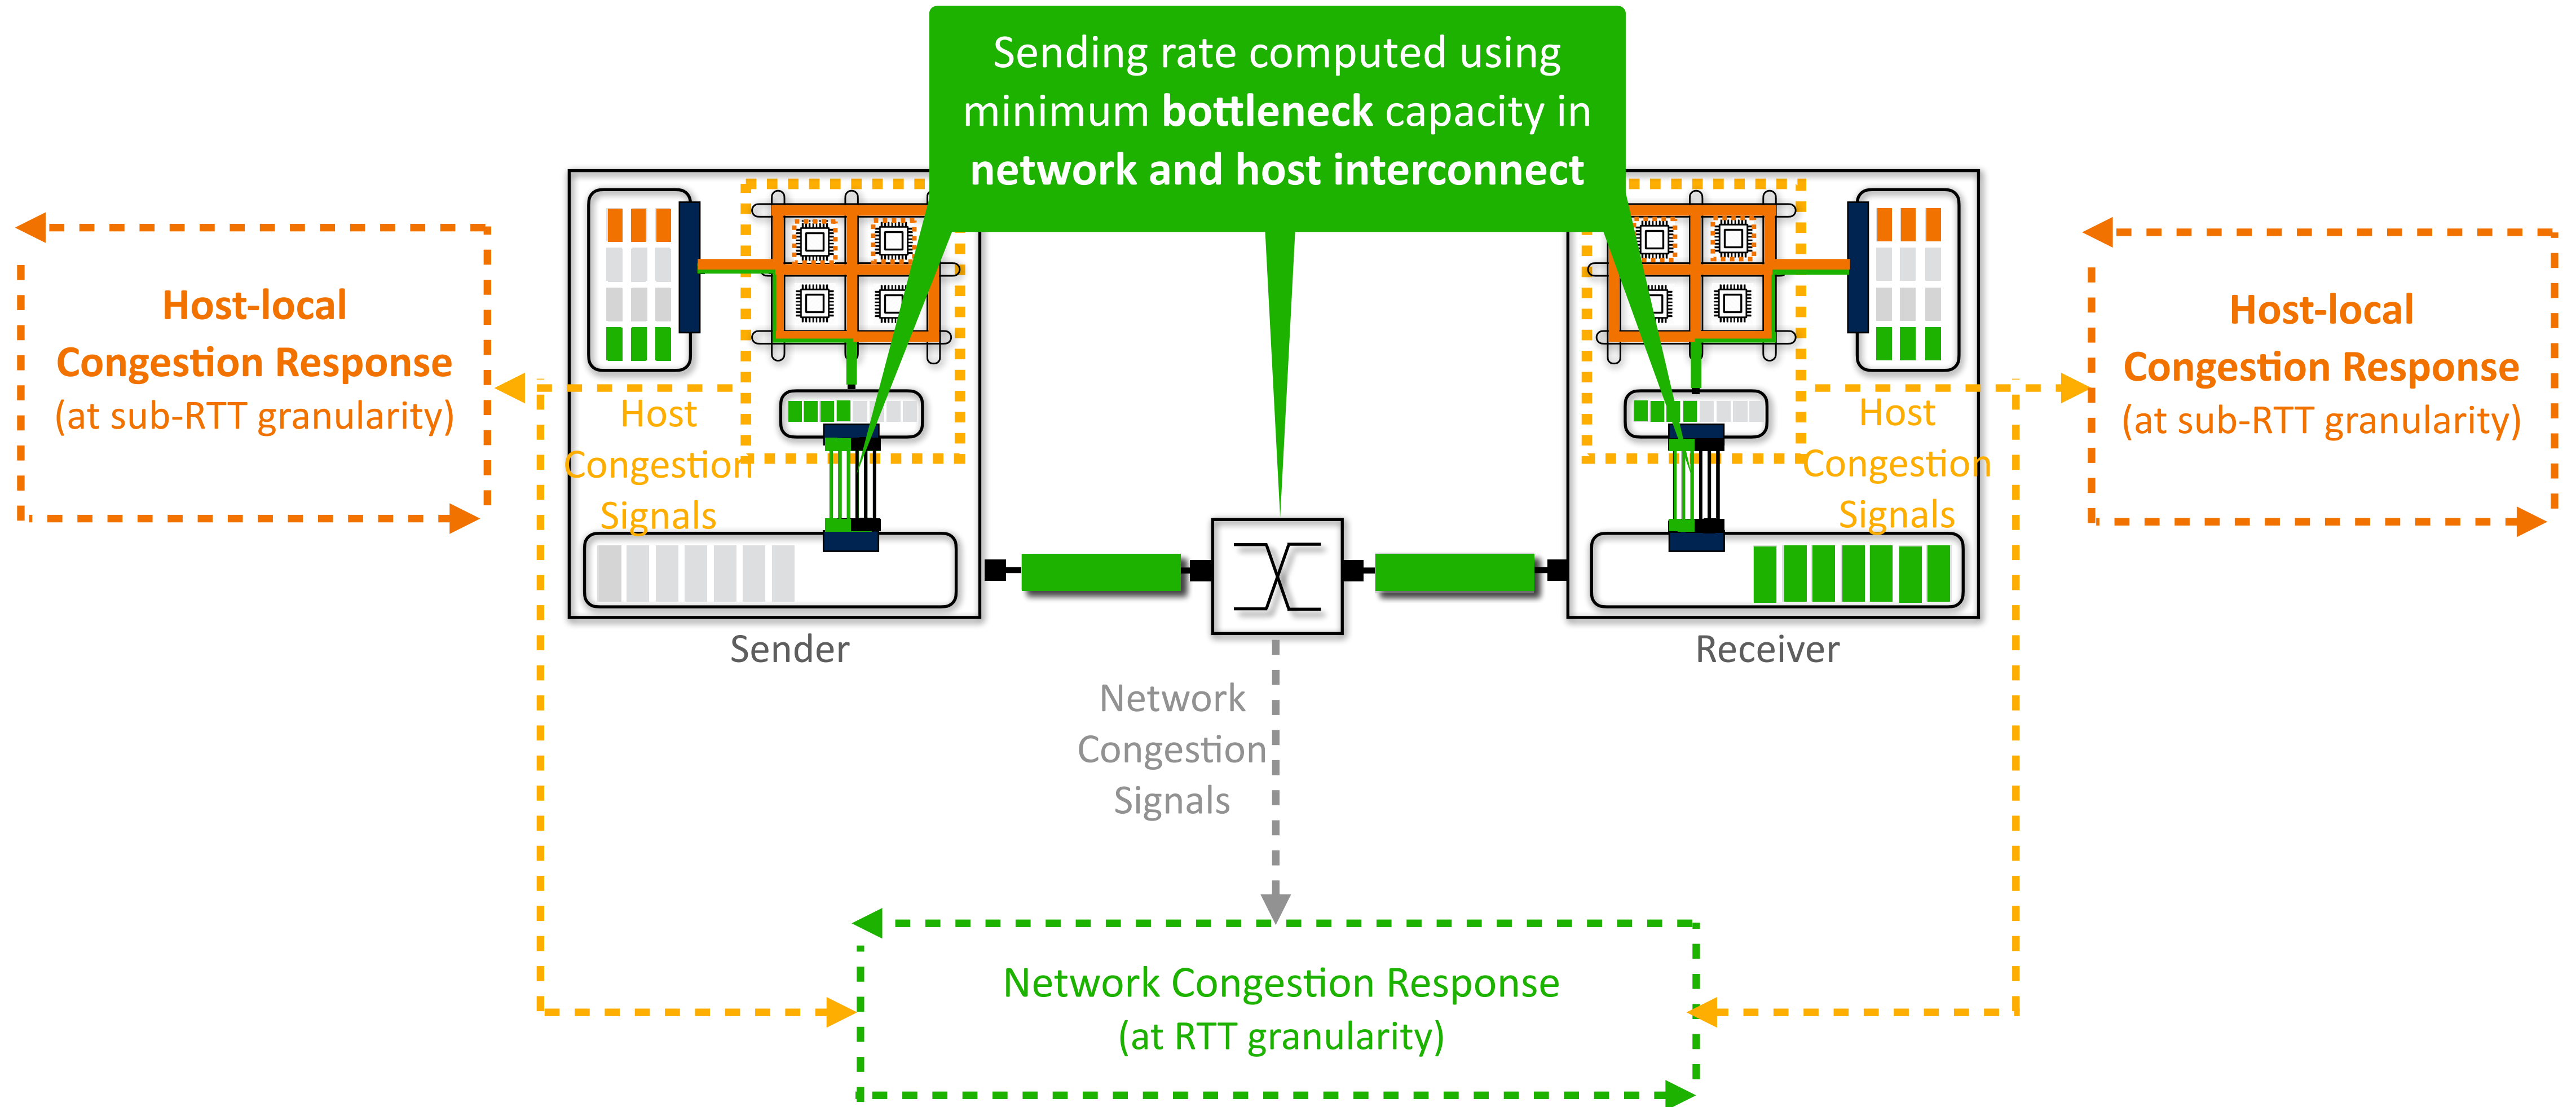 Sending rate computed using
minimum bottleneck capacity in
network and host interconnect
Host-local
Congestion Response
(at sub-RTT granularity)
Host
Congestion
Signals
Host
Congestion
Signals
Host-local
Congestion Response
(at sub-RTT granularity)
Sender
Receiver
Network
Congestion
Signals
Network Congestion Response
(at RTT granularity)